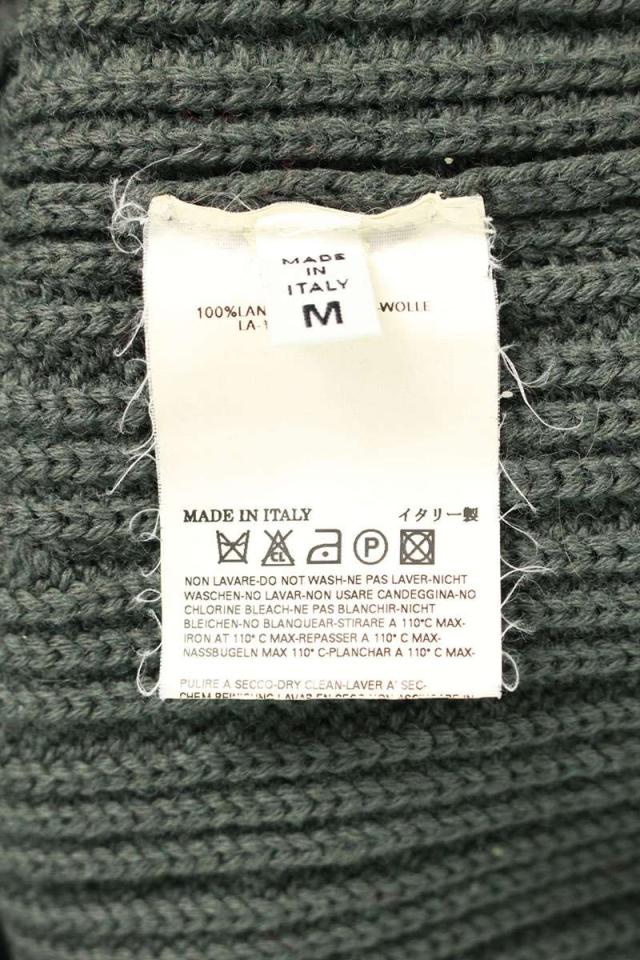 MADE
IN
ITALY
M
100%LAN -WOLLE
MADE IN ITALY イタリー製
CL P
NON LAVARE-DO NOT WASH-NE PAS LAVER-NICHT
WASCHEN-NO LAVAR-NON USARE CANDEGGINA-NO
CHLORINE BLEACH-NE PAS BLANCHIR-NICHT
BLEICHEN-NO BLANQUEAR-STIRARE A 110°C MAX-
IRON AT 110° C MAX-REPASSER A 110° C MAX-
NASSBUGELN MAX 110° C-PLANCHAR A 110° C MAX-
PULIRE A SECCO-DRY CLEAN-LAVER A' SEC-